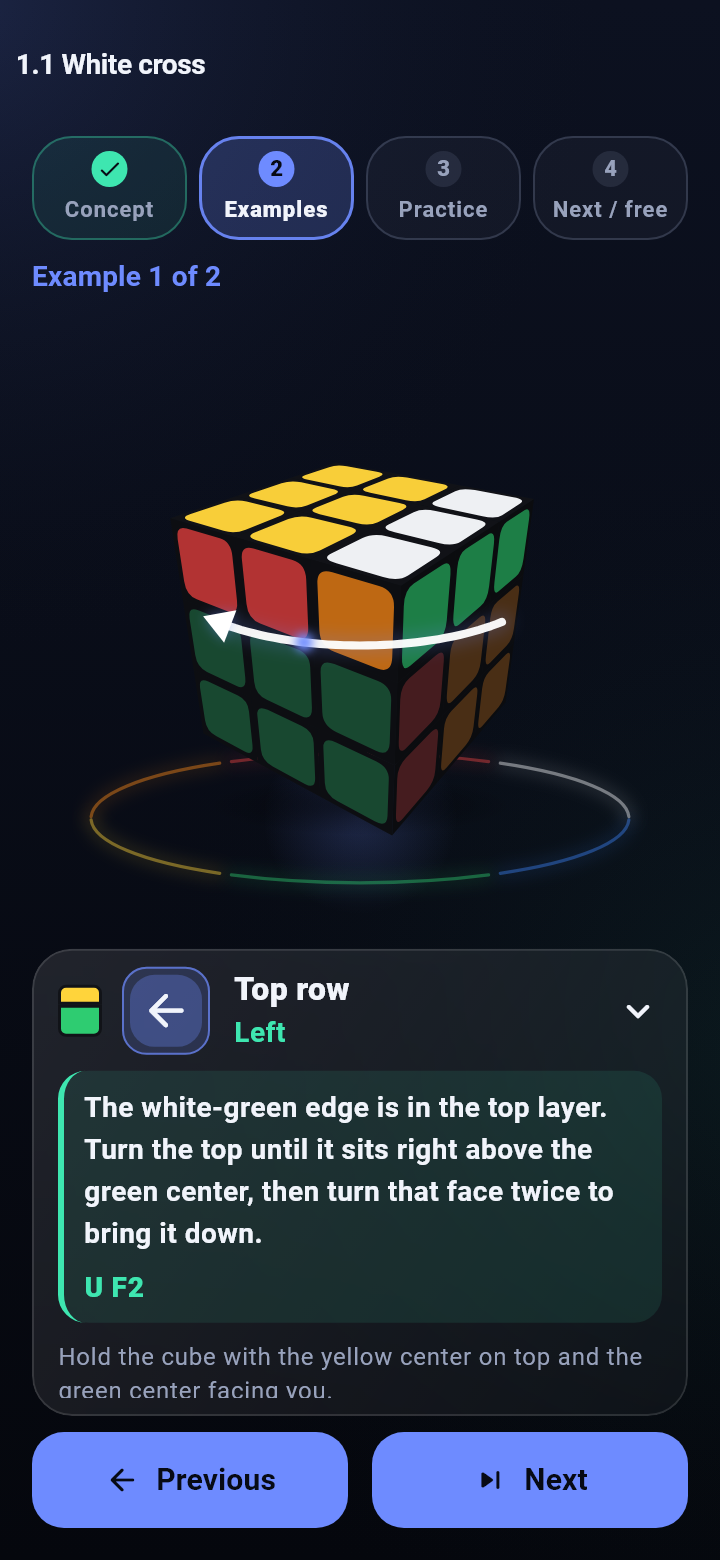 1.1 White cross
Concept
2
Examples
3
Practice
4
Next / free
Example 1 of 2
Top row
Left
The white-green edge is in the top layer.
Turn the top until it sits right above the
green center, then turn that face twice to
bring it down.
U F2
Hold the cube with the yellow center on top and the
green center facing you.
Previous
Next